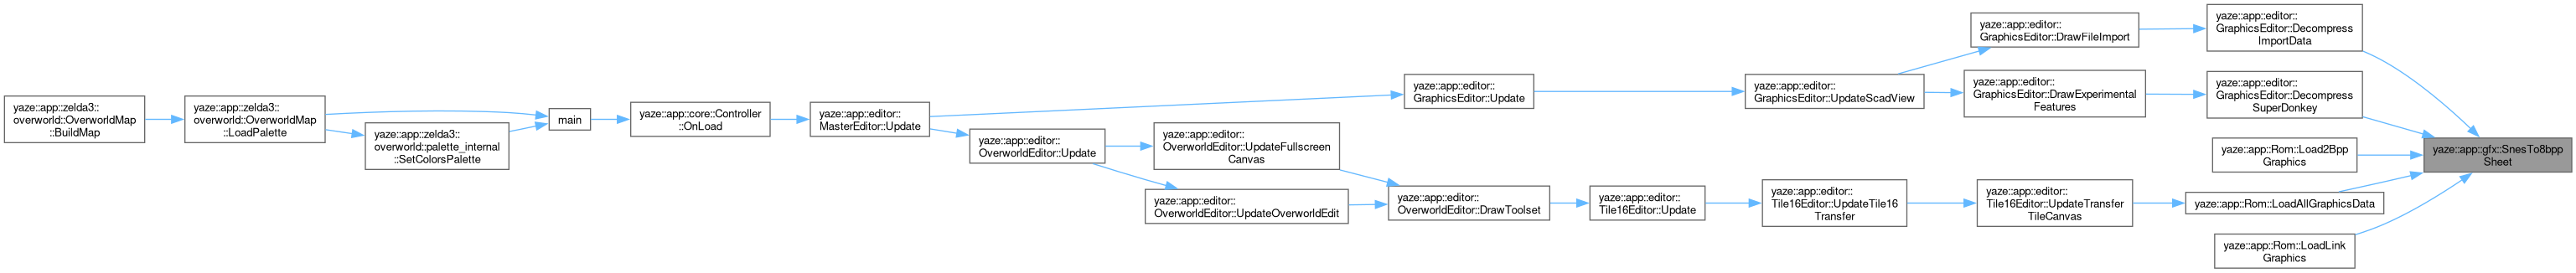 yaze::app::zelda3::
overworld::OverworldMap
::BuildMap
yaze::app::zelda3::
overworld::OverworldMap
::LoadPalette
yaze::app::zelda3::
overworld::palette_internal
::SetColorsPalette
main
yaze::app::core::Controller
::OnLoad
yaze::app::editor::
MasterEditor::Update
yaze::app::editor::
OverworldEditor::Update
yaze::app::editor::
OverworldEditor::UpdateFullscreen
Canvas
yaze::app::editor::
OverworldEditor::UpdateOverworldEdit
yaze::app::editor::
GraphicsEditor::Update
yaze::app::editor::
OverworldEditor::DrawToolset
yaze::app::editor::
Tile16Editor::Update
yaze::app::editor::
GraphicsEditor::UpdateScadView
yaze::app::editor::
Tile16Editor::UpdateTile16
Transfer
yaze::app::editor::
GraphicsEditor::DrawFileImport
yaze::app::editor::
GraphicsEditor::DrawExperimental
Features
yaze::app::editor::
Tile16Editor::UpdateTransfer
TileCanvas
yaze::app::editor::
GraphicsEditor::Decompress
ImportData
yaze::app::editor::
GraphicsEditor::Decompress
SuperDonkey
yaze::app::Rom::Load2Bpp
Graphics
yaze::app::Rom::LoadAllGraphicsData
yaze::app::Rom::LoadLink
Graphics
yaze::app::gfx::SnesTo8bpp
Sheet